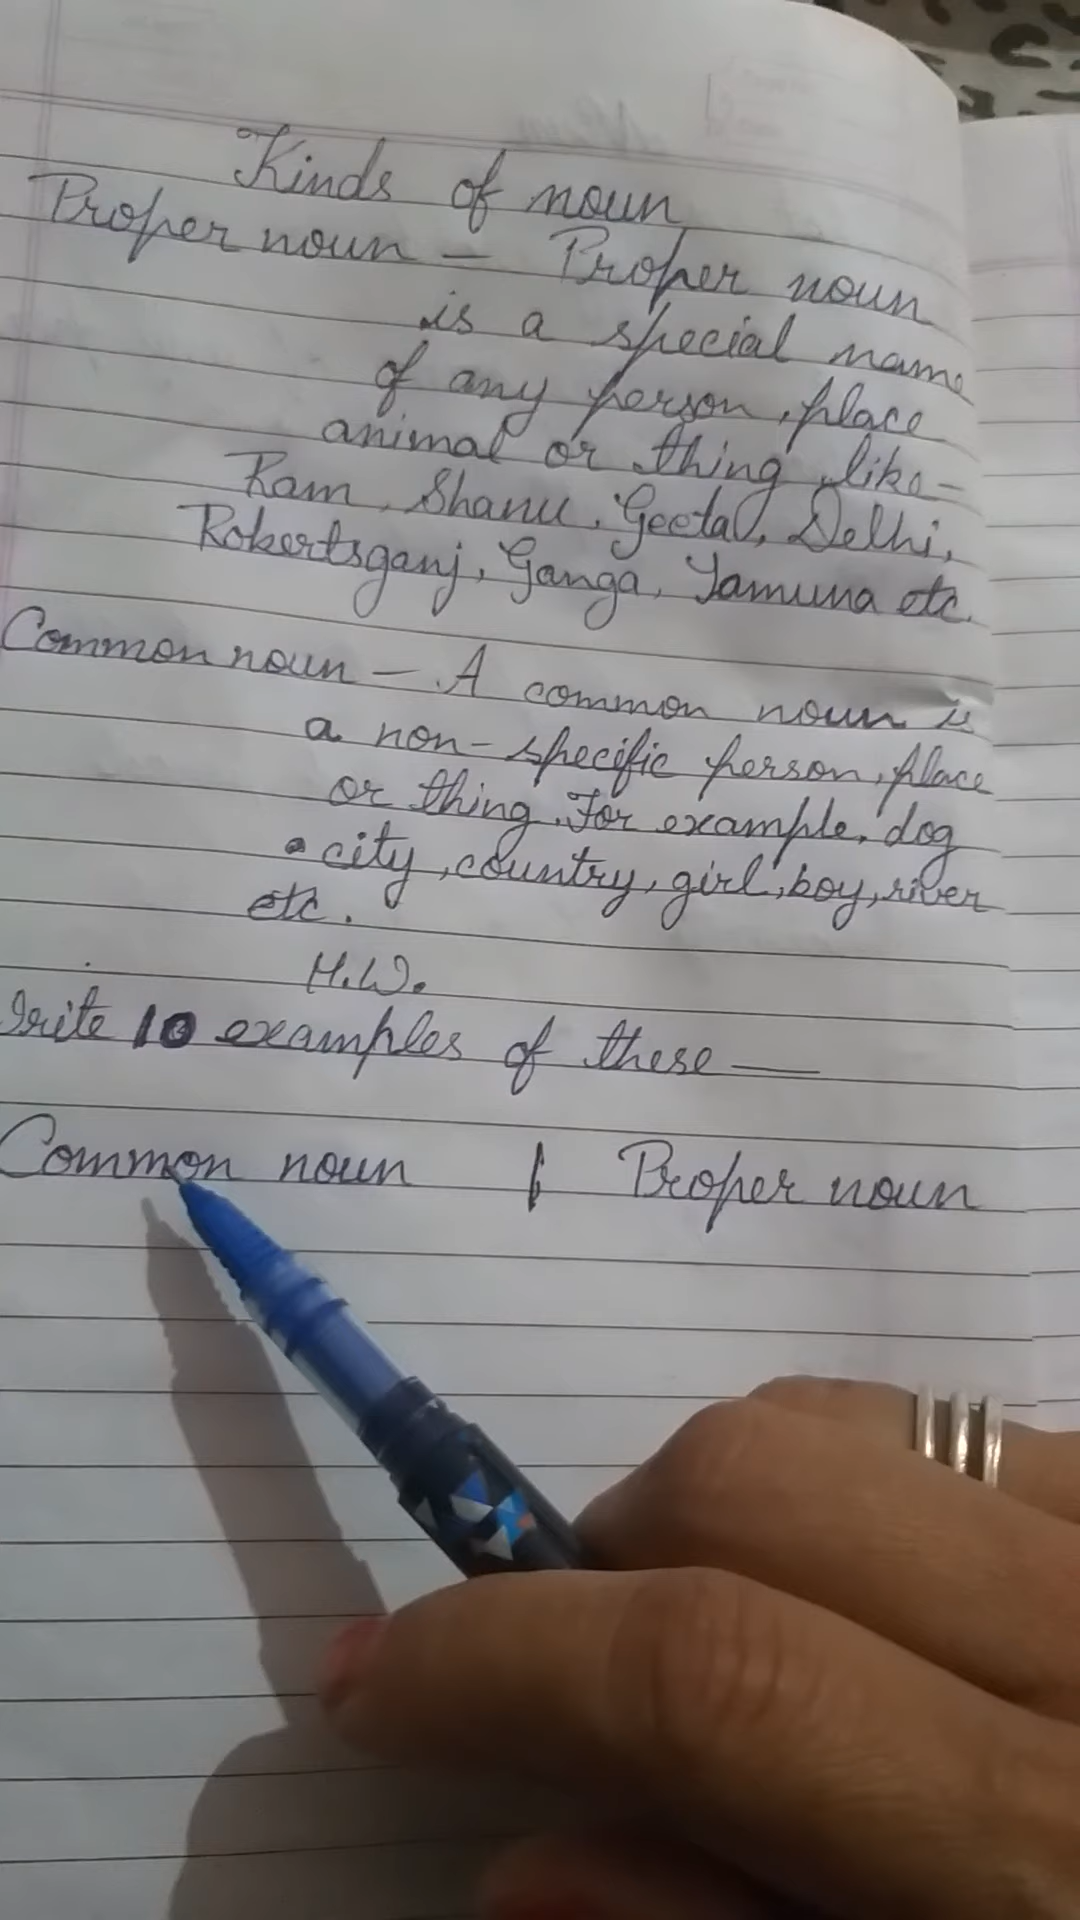 Kinds of noun
Proper noun – Proper noun
is a special name
of any person, place
animal or thing, like –
Ram, Shanu, Geeta, Delhi,
Robertsganj, Ganga, Yamuna etc.
Common noun – A common noun is
a non-specific person, place
or thing. For example, dog
city, country, girl, boy, river
etc.
H.W.
Write 10 examples of these —
Common noun | Proper noun